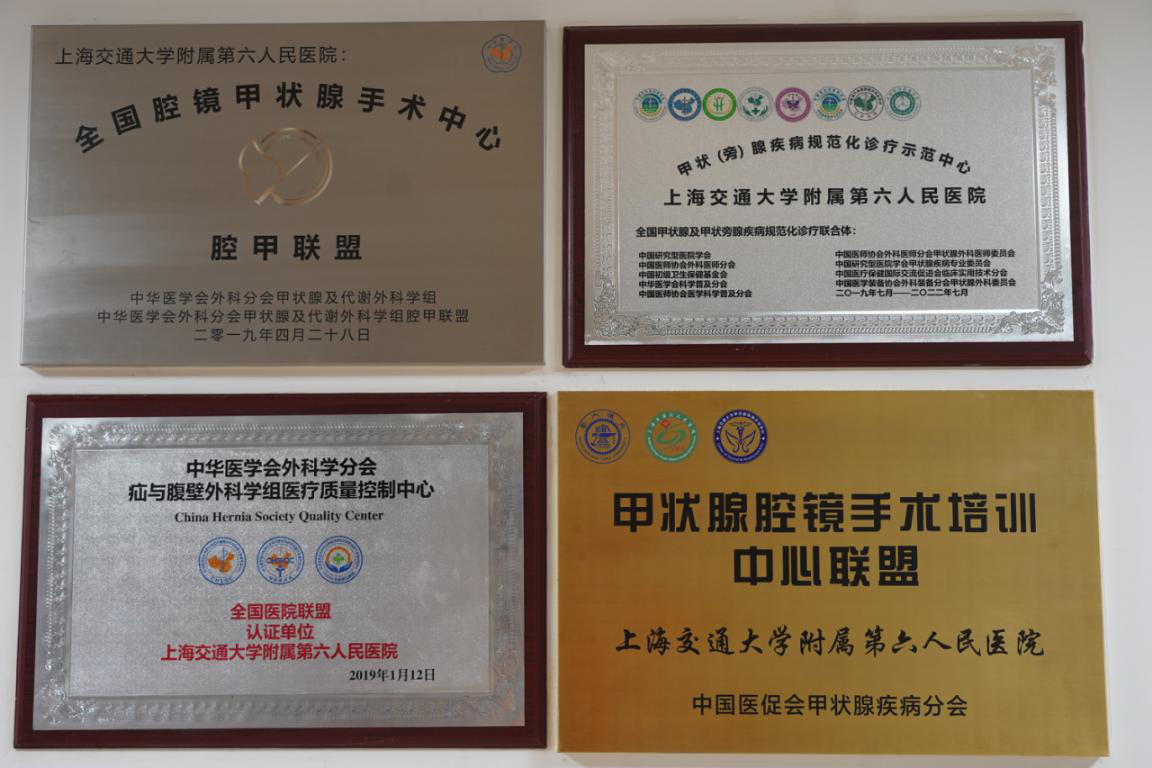 上海交通大学附属第六人民医院：
全国腔镜甲状腺手术中心
腔甲联盟
中华医学会外科分会甲状腺及代谢外科学组
中华医学会外科分会甲状腺及代谢外科学组腔甲联盟
二零一九年四月二十八日
甲状（旁）腺疾病规范化诊疗示范中心
上海交通大学附属第六人民医院
全国甲状腺及甲状旁腺疾病规范化诊疗联合体：
中国研究型医院学会
中国医师协会外科医师分会
中国初级卫生保健基金会
中华医学会科学普及分会
中国医师协会医学科学普及分会
中国医师协会外科医师分会甲状腺外科医师委员会
中国研究型医院学会甲状腺疾病专业委员会
中国医疗保健国际交流促进会临床实用技术分会
中国医学装备协会外科装备分会甲状腺外科委员会
二〇一九年七月——二〇二二年七月
中华医学会外科学分会
疝与腹壁外科学组医疗质量控制中心
China Hernia Society Quality Center
全国医院联盟
认证单位
上海交通大学附属第六人民医院
2019年1月12日
甲状腺腔镜手术培训
中心联盟
上海交通大学附属第六人民医院
中国医促会甲状腺疾病分会